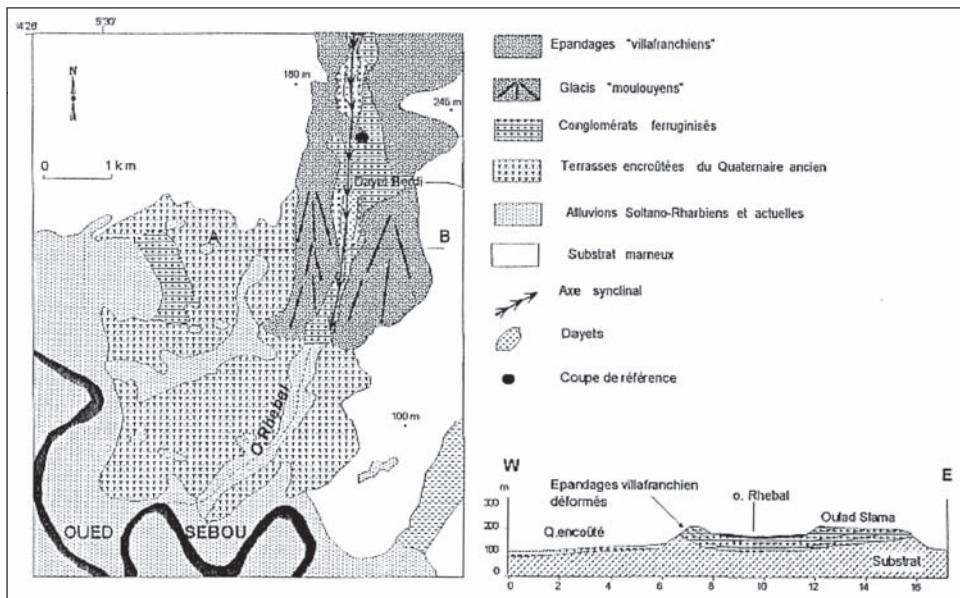 5°30'
N
180 m
245 m
0 1 km
Dayet Berdi
A
B
O. Rhebal
100 m
OUED SEBOU
Epandages "villafranchiens"
Glacis "moulouyens"
Conglomérats ferruginisés
Terrasses encroûtées du Quaternaire ancien
Alluvions Soltano-Rharbiens et actuelles
Substrat marneux
Axe synclinal
Dayets
Coupe de référence
W
E
m
Epandages villafranchien
déformés
o. Rhebal
Oulad Slama
Q.encoûté
Substrat
300
200
100
0
0 2 4 6 8 10 12 14 16